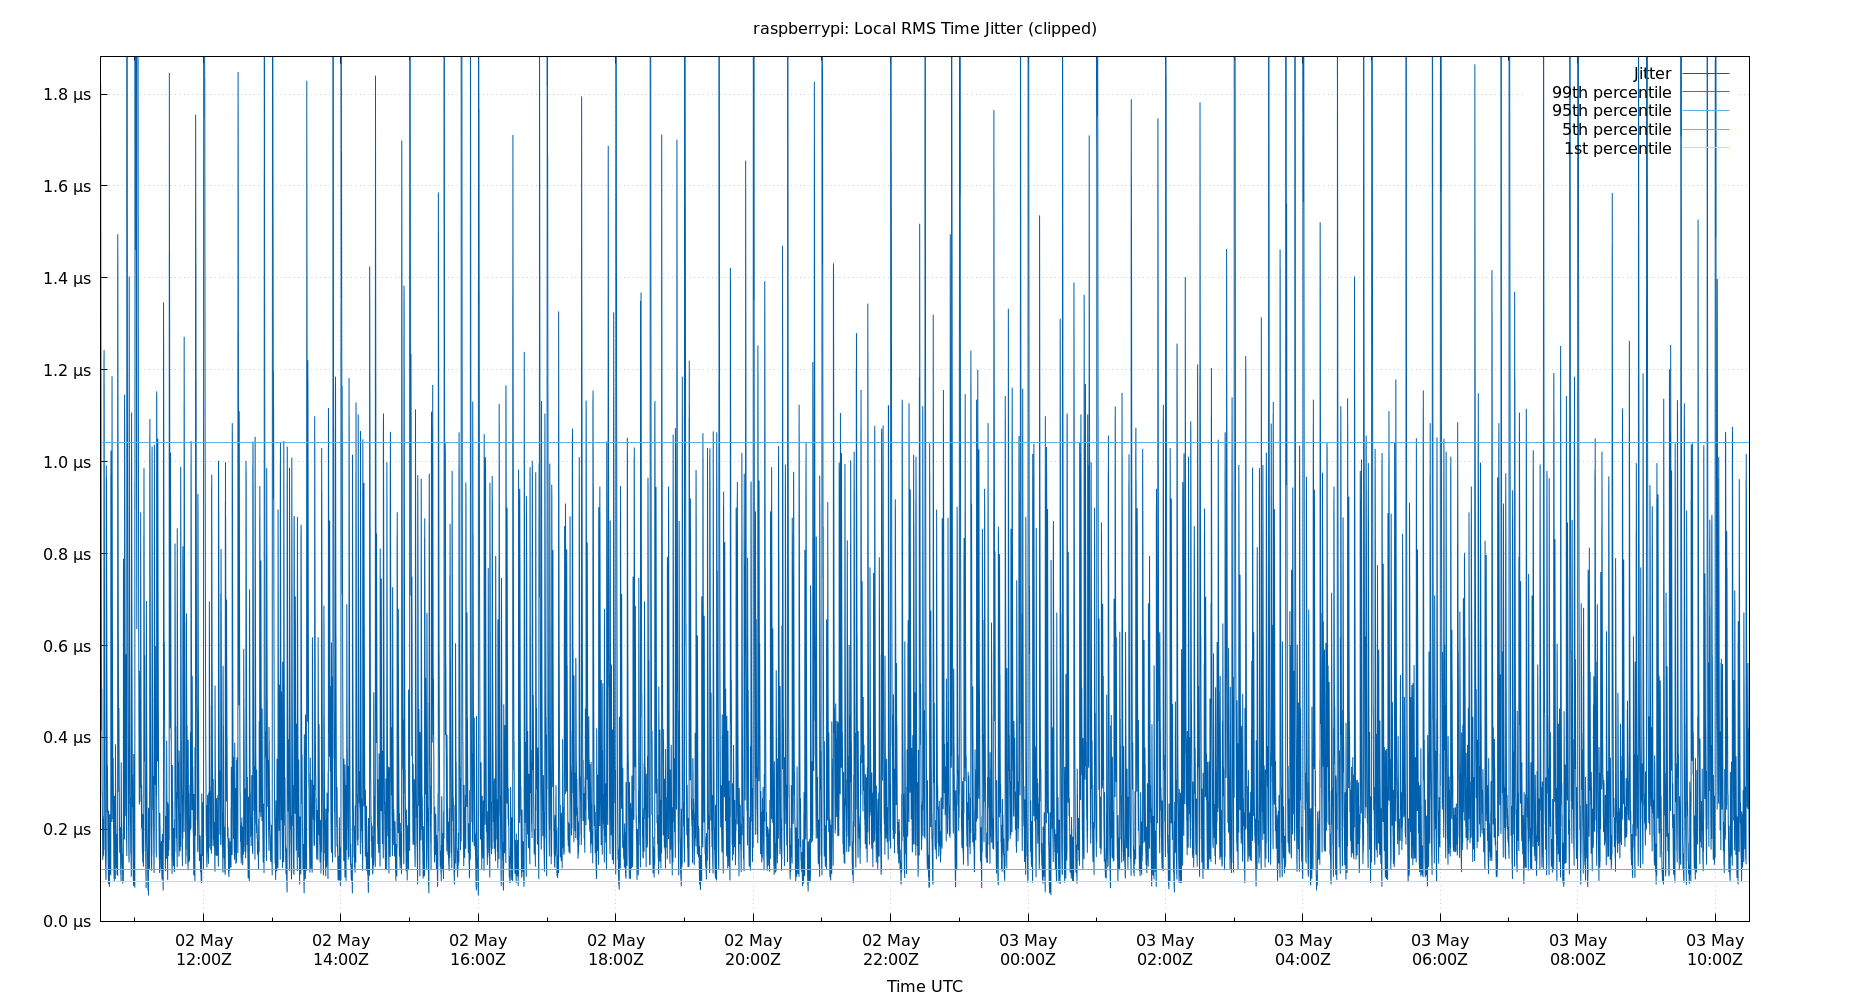 raspberrypi: Local RMS Time Jitter (clipped)
Jitter
99th percentile
95th percentile
5th percentile
1st percentile
1.8 µs
1.6 µs
1.4 µs
1.2 µs
1.0 µs
0.8 µs
0.6 µs
0.4 µs
0.2 µs
0.0 µs
02 May 02 May 02 May 02 May 02 May 02 May 03 May 03 May 03 May 03 May 03 May 03 May
12:00Z 14:00Z 16:00Z 18:00Z 20:00Z 22:00Z 00:00Z 02:00Z 04:00Z 06:00Z 08:00Z 10:00Z
Time UTC